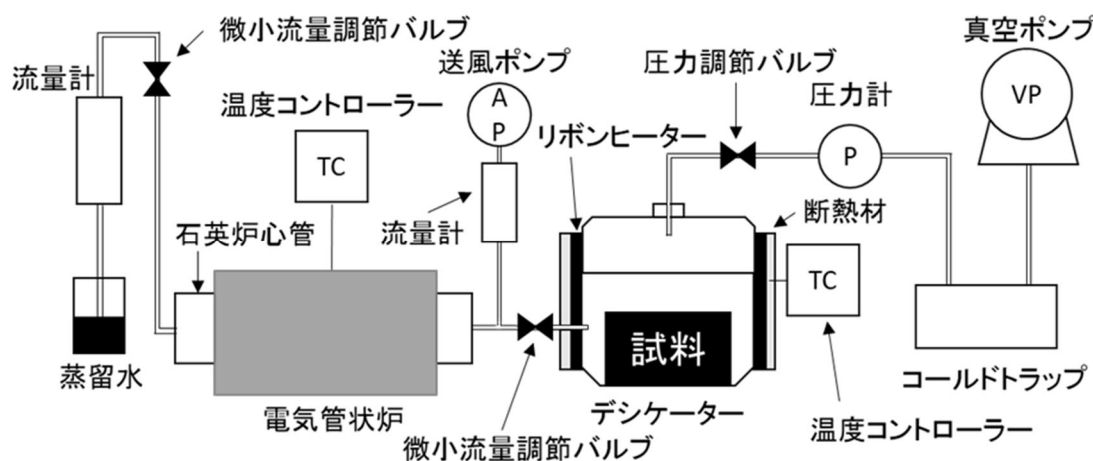 微小流量調節バルブ
流量計
蒸留水
石英炉心管
温度コントローラー
TC
電気管状炉
送風ポンプ
A
P
流量計
微小流量調節バルブ
リボンヒーター
圧力調節バルブ
圧力計
P
断熱材
TC
試料
デシケーター
温度コントローラー
真空ポンプ
VP
コールドトラップ